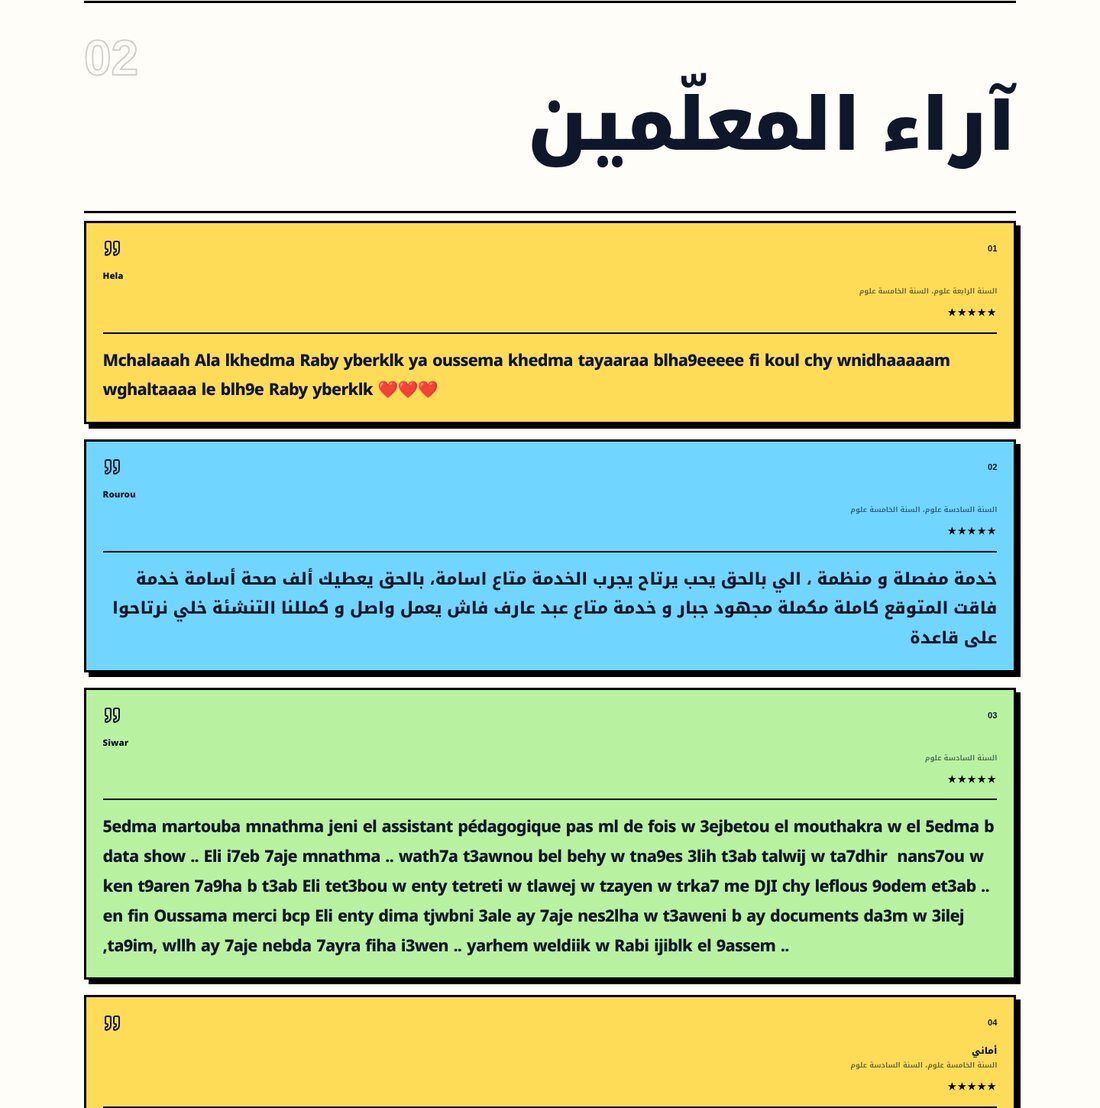 02
آراء المعلّمين
01
Hela
السنة الرابعة علوم، السنة الخامسة علوم
★★★★★
Mchalaaah Ala lkhedma Raby yberklk ya oussema khedma tayaaraa blha9eeeee fi koul chy wnidhaaaaam
wghaltaaaa le blh9e Raby yberklk ❤️❤️❤️
02
Rourou
السنة السادسة علوم، السنة الخامسة علوم
★★★★★
خدمة مفصلة و منظمة ، الي بالحق يحب يرتاح يجرب الخدمة متاع اسامة، بالحق يعطيك ألف صحة أسامة خدمة
فاقت المتوقع كاملة مكملة مجهود جبار و خدمة متاع عبد عارف فاش يعمل واصل و كمللنا التنشئة خلي نرتاحوا
على قاعدة
03
Siwar
السنة السادسة علوم
★★★★★
5edma martouba mnathma jeni el assistant pédagogique pas ml de fois w 3ejbetou el mouthakra w el 5edma b
data show .. Eli i7eb 7aje mnathma .. wath7a t3awnou bel behy w tna9es 3lih t3ab talwij w ta7dhir  nans7ou w
ken t9aren 7a9ha b t3ab Eli tet3bou w enty tetreti w tlawej w tzayen w trka7 me DJI chy leflous 9odem et3ab ..
en fin Oussama merci bcp Eli enty dima tjwbni 3ale ay 7aje nes2lha w t3aweni b ay documents da3m w 3ilej
,ta9im, wllh ay 7aje nebda 7ayra fiha i3wen .. yarhem weldiik w Rabi ijiblk el 9assem ..
04
أماني
السنة الخامسة علوم، السنة السادسة علوم
★★★★★